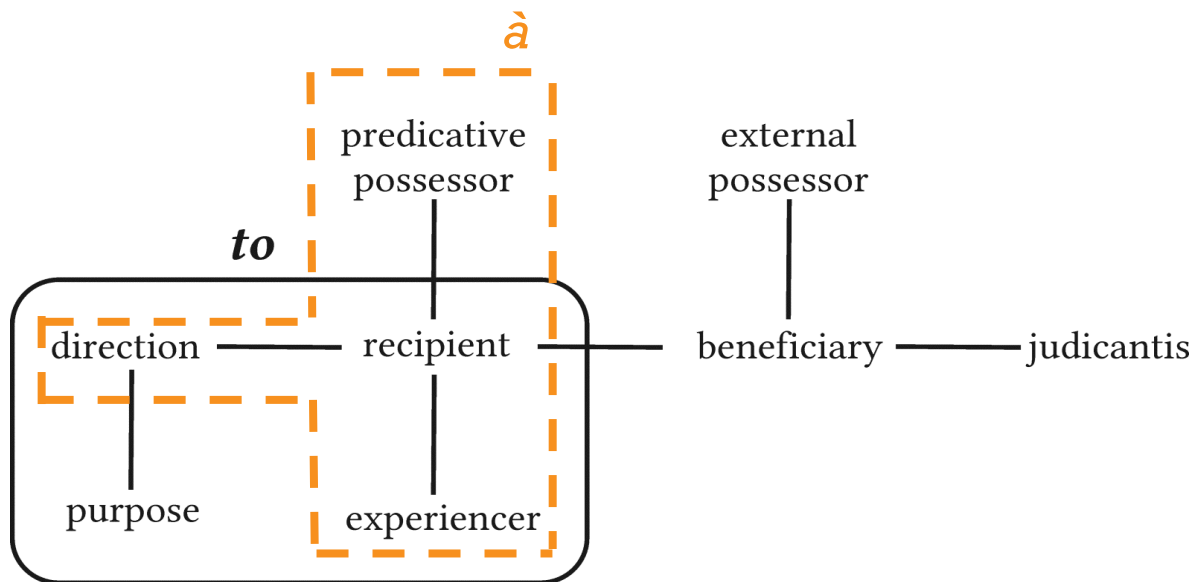 à
predicative
possessor
external
possessor
to
direction
recipient
beneficiary
judicantis
purpose
experiencer